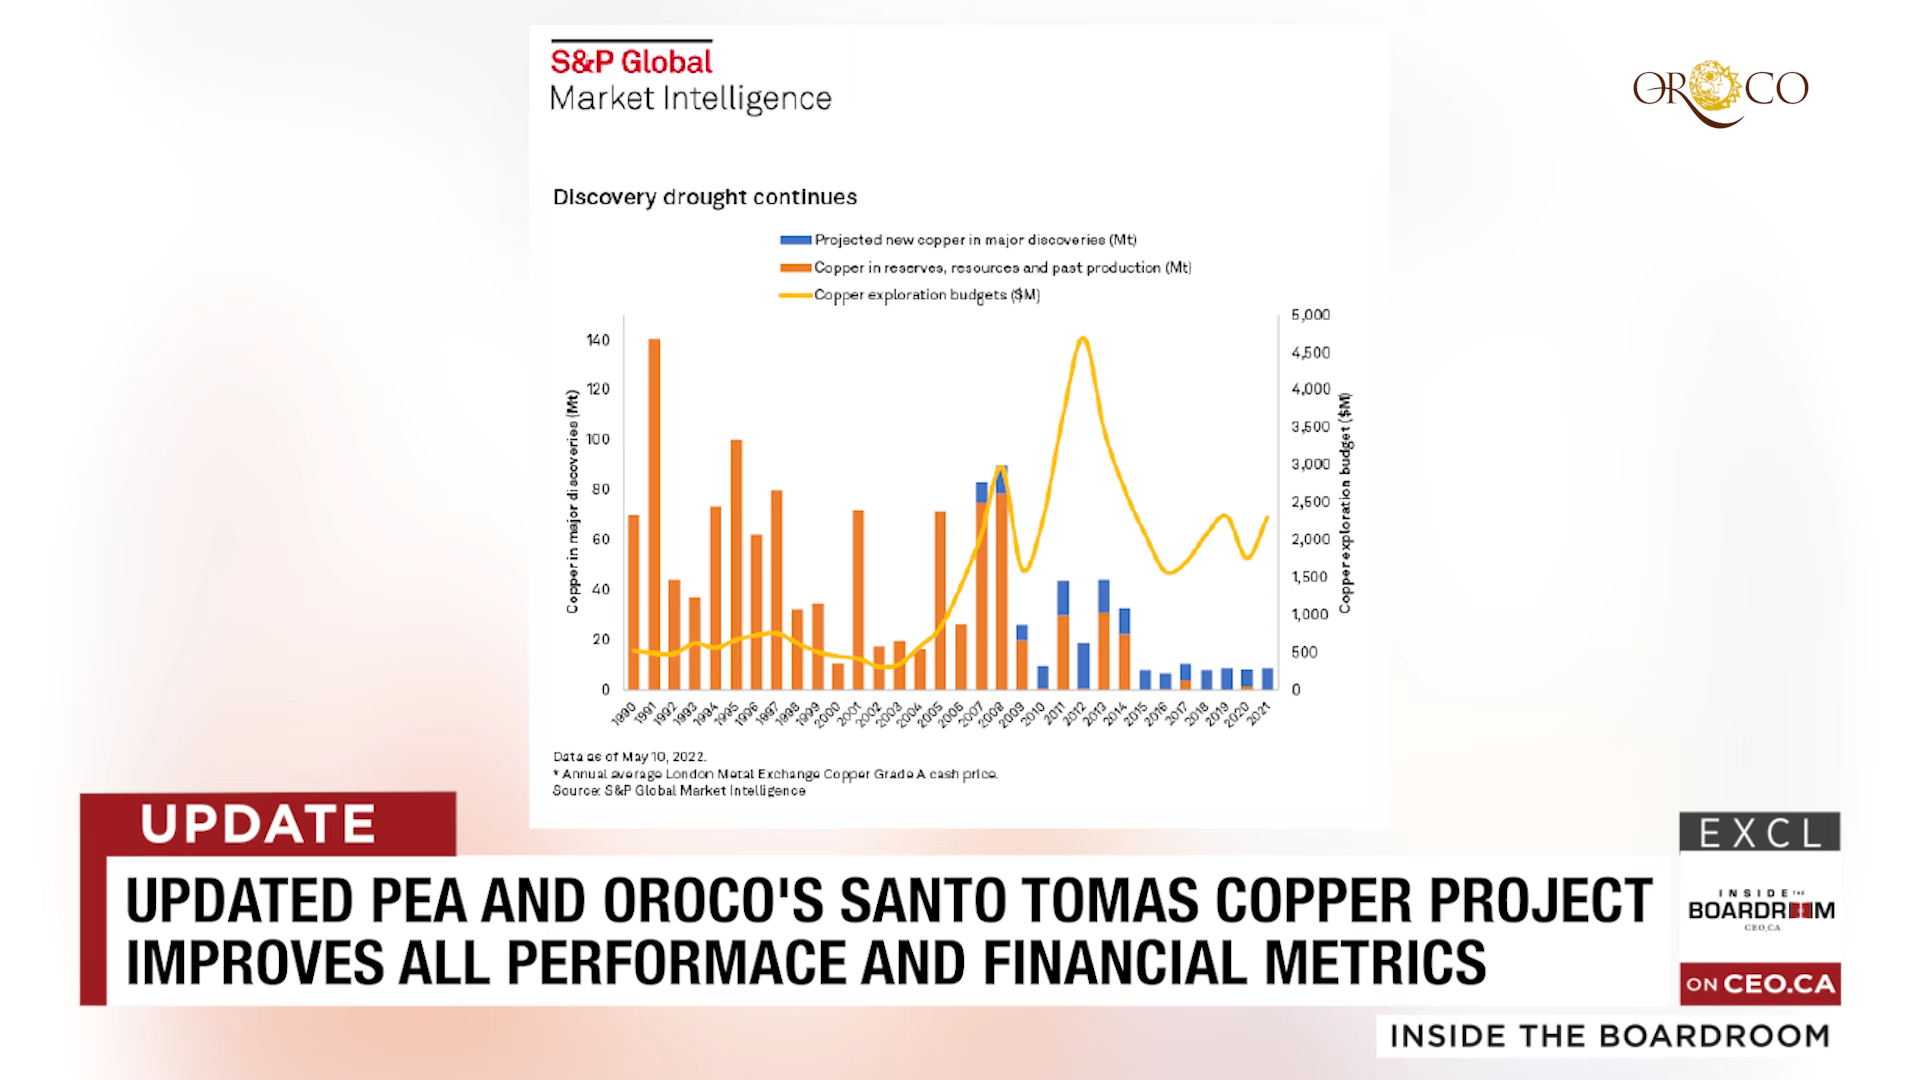 S&P Global
Market Intelligence
OROCO
Discovery drought continues
Projected new copper in major discoveries (Mt)
Copper in reserves, resources and past production (Mt)
Copper exploration budgets ($M)
Copper in major discoveries (Mt)
140
120
100
80
60
40
20
0
5,000
4,500
4,000
3,500
3,000
2,500
2,000
1,500
1,000
500
0
Copper exploration budget ($M)
1990 1991 1992 1993 1994 1995 1996 1997 1998 1999 2000 2001 2002 2003 2004 2005 2006 2007 2008 2009 2010 2011 2012 2013 2014 2015 2016 2017 2018 2019 2020 2021
Data as of May 10, 2022.
* Annual average London Metal Exchange Copper Grade A cash price.
Source: S&P Global Market Intelligence
UPDATE
UPDATED PEA AND OROCO'S SANTO TOMAS COPPER PROJECT
IMPROVES ALL PERFORMACE AND FINANCIAL METRICS
EXCL
INSIDE THE
BOARDROOM
CEO.CA
ON CEO.CA
INSIDE THE BOARDROOM